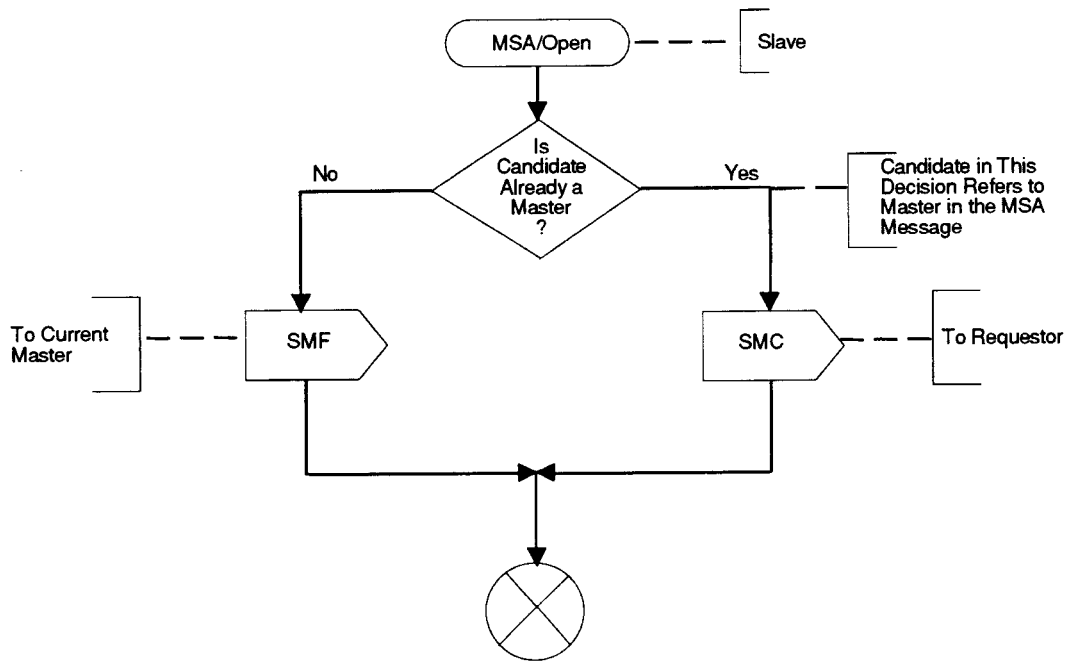 MSA/Open
Slave
Is
Candidate
Already a
Master
?
No
Yes
Candidate in This
Decision Refers to
Master in the MSA
Message
To Current
Master
SMF
SMC
To Requestor